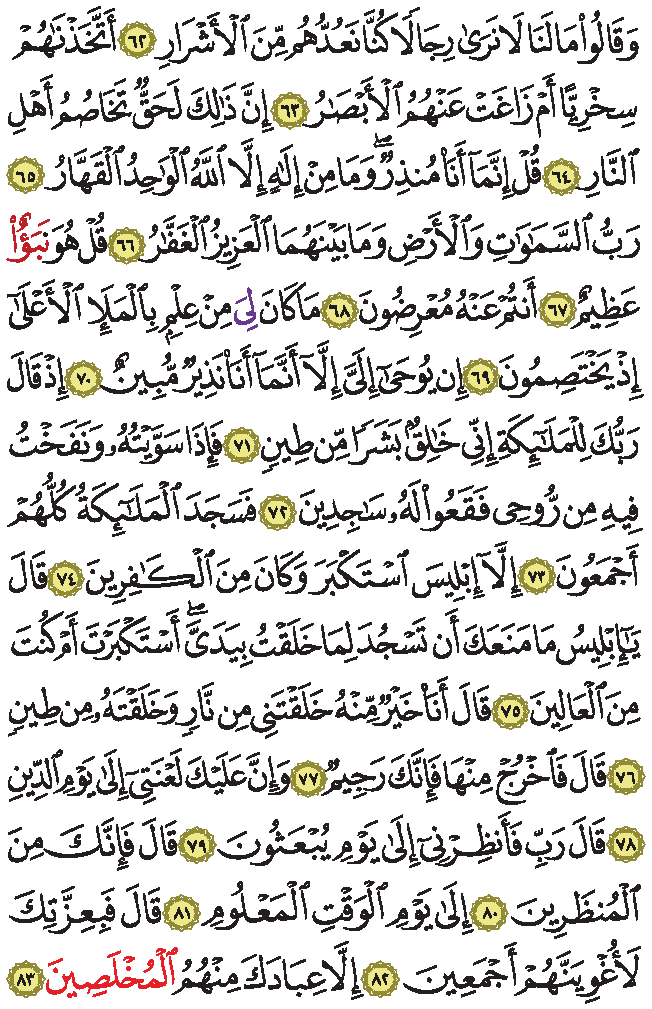 وَقَالُوا۟ مَا لَنَا لَا نَرَىٰ رِجَالًا كُنَّا نَعُدُّهُم مِّنَ ٱلْأَشْرَارِ ٦٢ أَتَّخَذْنَـٰهُمْ
سِخْرِيًّا أَمْ زَاغَتْ عَنْهُمُ ٱلْأَبْصَـٰرُ ٦٣ إِنَّ ذَٰلِكَ لَحَقٌّ تَخَاصُمُ أَهْلِ
ٱلنَّارِ ٦٤ قُلْ إِنَّمَآ أَنَا۠ مُنذِرٌ ۖ وَمَا مِنْ إِلَـٰهٍ إِلَّا ٱللَّهُ ٱلْوَٰحِدُ ٱلْقَهَّارُ ٦٥
رَبُّ ٱلسَّمَـٰوَٰتِ وَٱلْأَرْضِ وَمَا بَيْنَهُمَا ٱلْعَزِيزُ ٱلْغَفَّـٰرُ ٦٦ قُلْ هُوَ نَبَؤٌا۟
عَظِيمٌ ٦٧ أَنتُمْ عَنْهُ مُعْرِضُونَ ٦٨ مَا كَانَ لِىَ مِنْ عِلْمٍۭ بِٱلْمَلَإِ ٱلْأَعْلَىٰٓ
إِذْ يَخْتَصِمُونَ ٦٩ إِن يُوحَىٰٓ إِلَىَّ إِلَّآ أَنَّمَآ أَنَا۠ نَذِيرٌ مُّبِينٌ ٧٠ إِذْ قَالَ
رَبُّكَ لِلْمَلَـٰٓئِكَةِ إِنِّى خَـٰلِقٌۢ بَشَرًا مِّن طِينٍ ٧١ فَإِذَا سَوَّيْتُهُۥ وَنَفَخْتُ
فِيهِ مِن رُّوحِى فَقَعُوا۟ لَهُۥ سَـٰجِدِينَ ٧٢ فَسَجَدَ ٱلْمَلَـٰٓئِكَةُ كُلُّهُمْ
أَجْمَعُونَ ٧٣ إِلَّآ إِبْلِيسَ ٱسْتَكْبَرَ وَكَانَ مِنَ ٱلْكَـٰفِرِينَ ٧٤ قَالَ
يَـٰٓإِبْلِيسُ مَا مَنَعَكَ أَن تَسْجُدَ لِمَا خَلَقْتُ بِيَدَىَّ ۖ أَسْتَكْبَرْتَ أَمْ كُنتَ
مِنَ ٱلْعَالِينَ ٧٥ قَالَ أَنَا۠ خَيْرٌ مِّنْهُ خَلَقْتَنِى مِن نَّارٍ وَخَلَقْتَهُۥ مِن طِينٍ
٧٦ قَالَ فَٱخْرُجْ مِنْهَا فَإِنَّكَ رَجِيمٌ ٧٧ وَإِنَّ عَلَيْكَ لَعْنَتِىٓ إِلَىٰ يَوْمِ ٱلدِّينِ
٧٨ قَالَ رَبِّ فَأَنظِرْنِىٓ إِلَىٰ يَوْمِ يُبْعَثُونَ ٧٩ قَالَ فَإِنَّكَ مِنَ
ٱلْمُنظَرِينَ ٨٠ إِلَىٰ يَوْمِ ٱلْوَقْتِ ٱلْمَعْلُومِ ٨١ قَالَ فَبِعِزَّتِكَ
لَأُغْوِيَنَّهُمْ أَجْمَعِينَ ٨٢ إِلَّا عِبَادَكَ مِنْهُمُ ٱلْمُخْلَصِينَ ٨٣